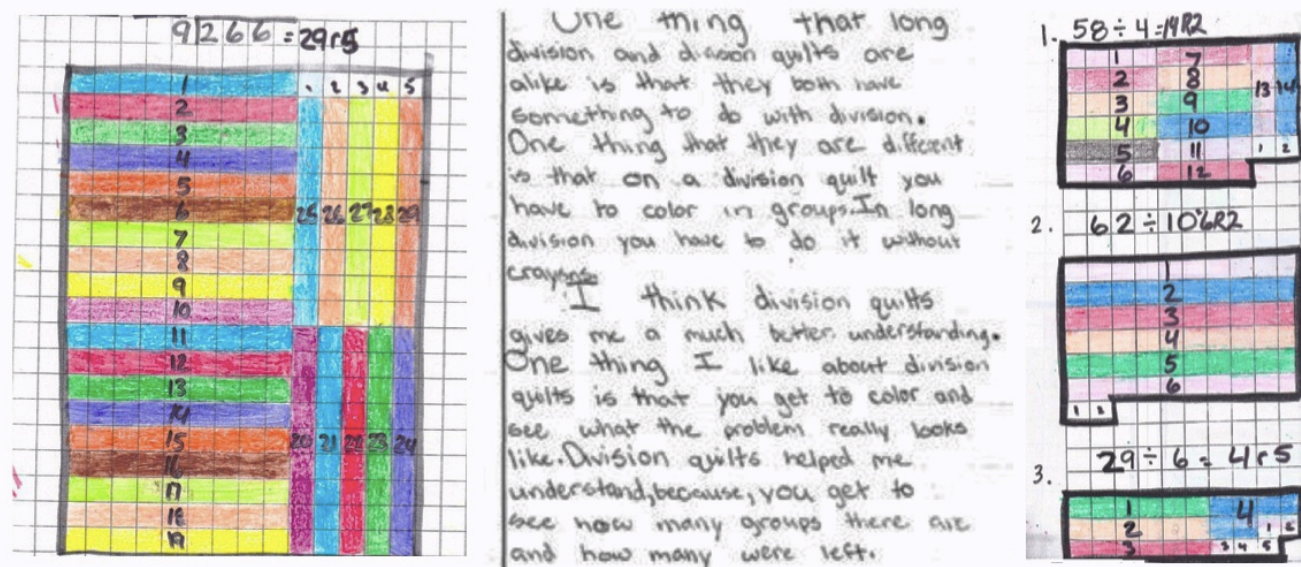 9 266 = 29r5
1 1 2 3 4 5
2
3
4
5
6 25 26 27 28 29
7
8
9
10
11
12
13
14
15 20 21 22 23 24
16
17
18
19
One thing that long
division and divison quilts are
alike is that they both have
something to do with division.
One thing that they are different
is that on a division quilt you
have to color in groups.In long
division you have to do it without
crayons.
I think division quilts
gives me a much better understanding.
One thing I like about division
quilts is that you get to color and
see what the problem really looks
like.Division quilts helped me
understand,because,you get to
see how many groups there are
and how many were left.
1. 58 ÷ 4 =14R2
1 7
2 8
3 9 13 14
4 10
5 11 1 2
6 12
2. 62 ÷ 10 6R2
1
2
3
4
5
6
1 2
3. 29 ÷ 6 = 4r5
1 4
2 1 2
3 3 4 5